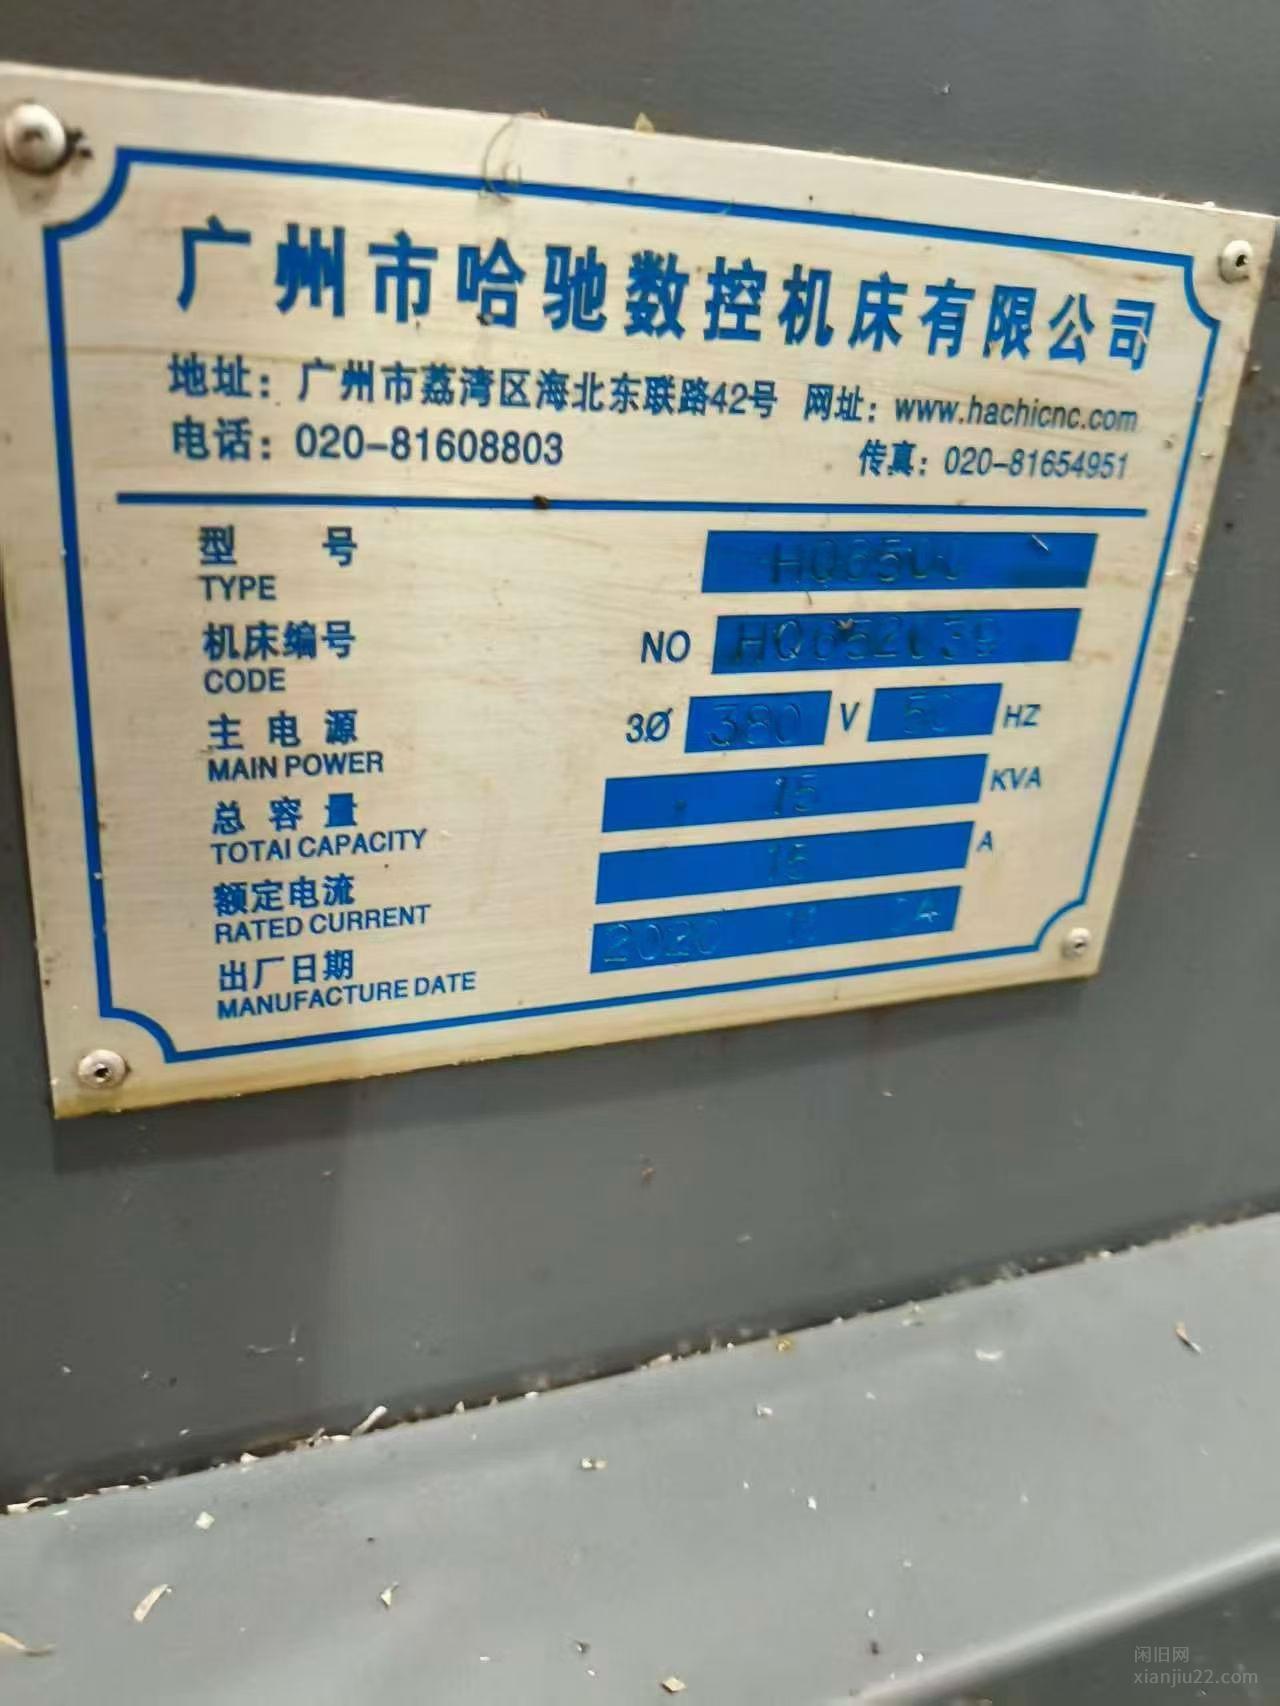 广州市哈驰数控机床有限公司
地址：广州市荔湾区海北东联路42号 网址：www.hachicnc.com
电话：020-81608803 传真：020-81654951
型 号 HQ6500
TYPE
机床编号 NO
CODE
主电源 3Ø 380 V 50 HZ
MAIN POWER
总容量 15 KVA
TOTAI CAPACITY
额定电流 15 A
RATED CURRENT
出厂日期 2020
MANUFACTURE DATE
闲旧网
xianjiu22.com